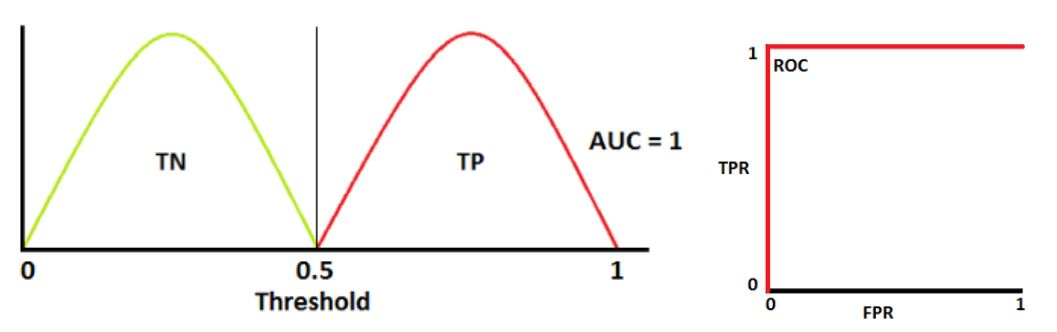 TN
TP
AUC = 1
0
0.5
1
Threshold
1
ROC
TPR
0
0
1
FPR